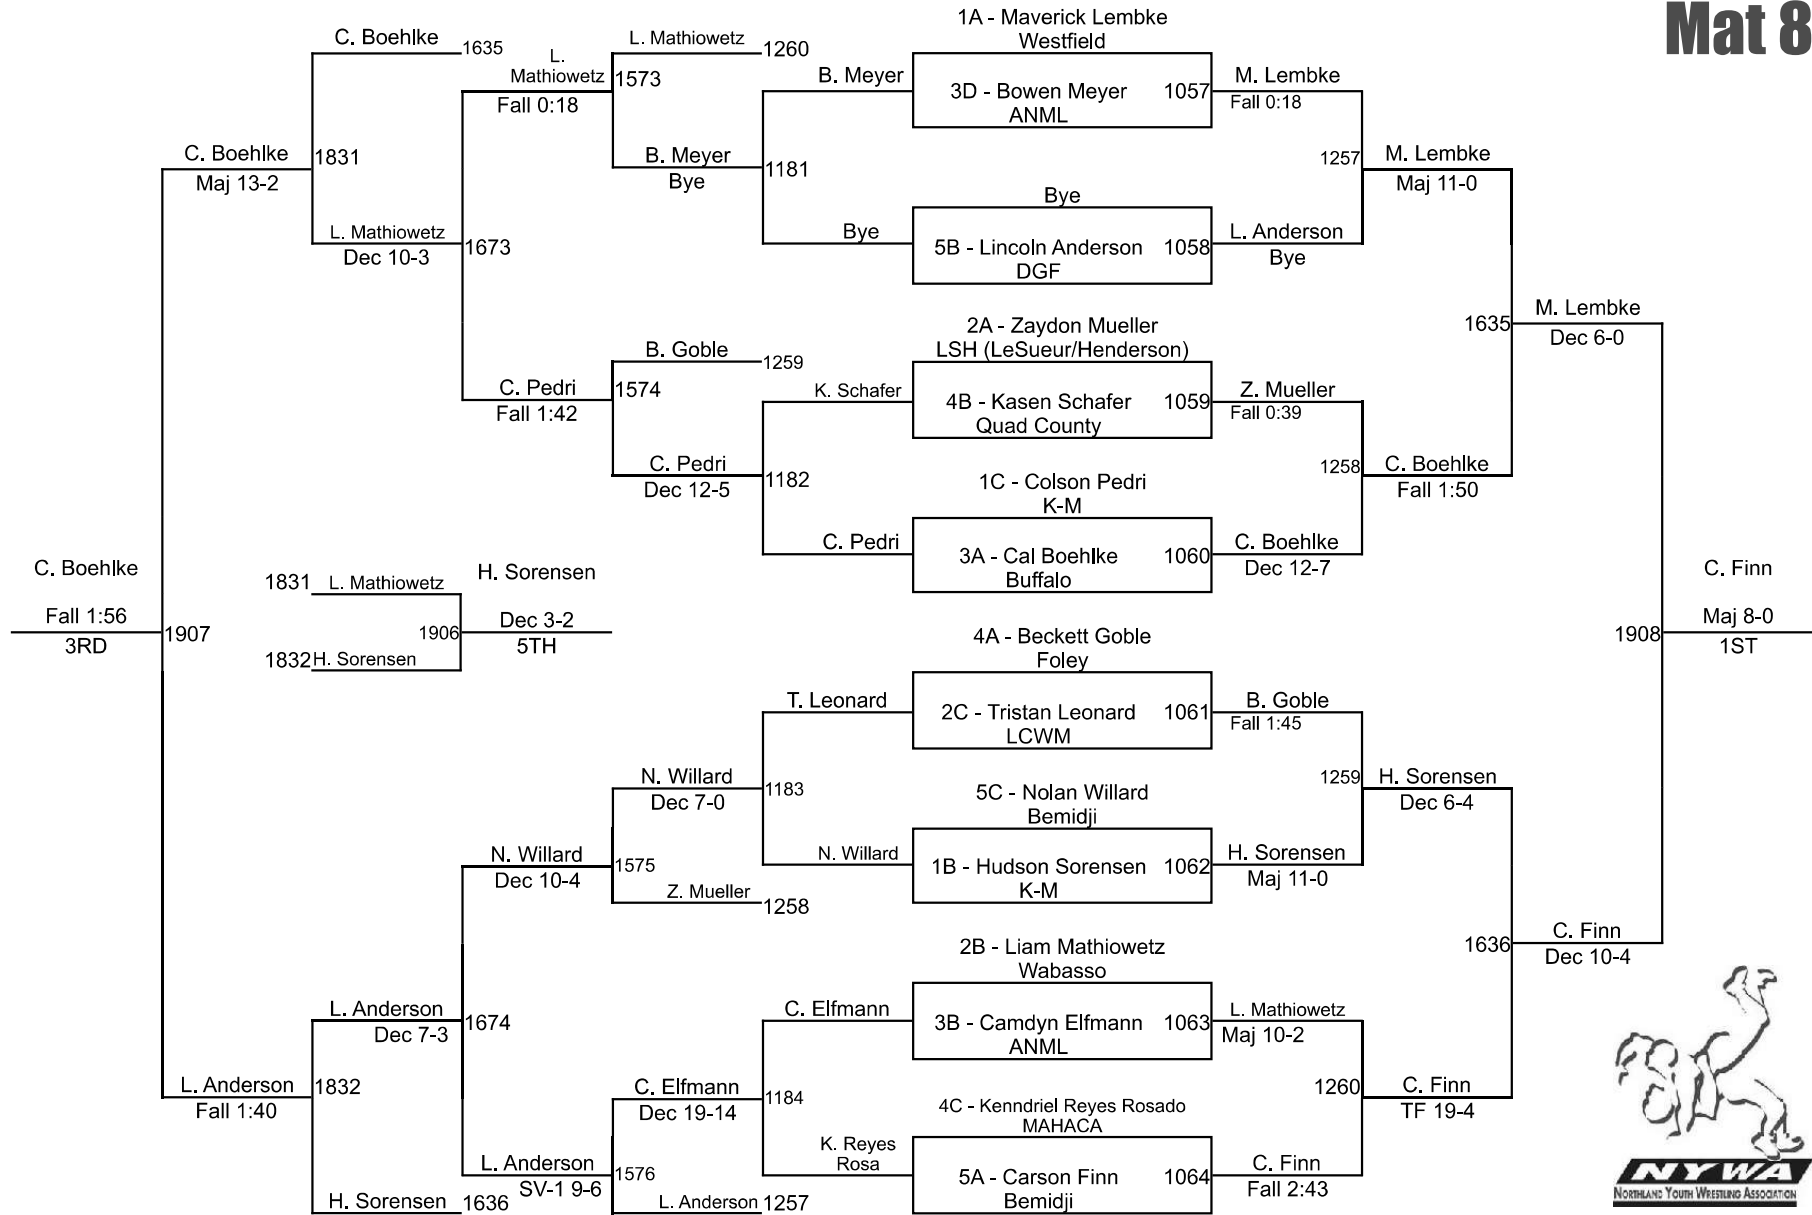 Mat 8
C. Boehlke
1635
L.
Mathiowetz
Fall 0:18
L. Mathiowetz
1260
1573
B. Meyer
1A - Maverick Lembke
Westfield
3D - Bowen Meyer
1057
ANML
M. Lembke
Fall 0:18
C. Boehlke
1831
Maj 13-2
B. Meyer
Bye
1181
1257
M. Lembke
Maj 11-0
L. Mathiowetz
Dec 10-3
1673
Bye
Bye
5B - Lincoln Anderson
1058
DGF
L. Anderson
Bye
B. Goble
1259
C. Pedri
1574
Fall 1:42
K. Schafer
2A - Zaydon Mueller
LSH (LeSueur/Henderson)
4B - Kasen Schafer
1059
Quad County
Z. Mueller
Fall 0:39
1635
M. Lembke
Dec 6-0
C. Pedri
Dec 12-5
1182
1258
C. Boehlke
Fall 1:50
C. Pedri
1C - Colson Pedri
K-M
3A - Cal Boehlke
1060
Buffalo
C. Boehlke
Dec 12-7
C. Boehlke
Fall 1:56
3RD
1907
1831
L. Mathiowetz
1906
1832
H. Sorensen
H. Sorensen
Dec 3-2
5TH
C. Finn
1908
Maj 8-0
1ST
T. Leonard
4A - Beckett Goble
Foley
2C - Tristan Leonard
1061
LCWM
B. Goble
Fall 1:45
N. Willard
Dec 7-0
1183
1259
H. Sorensen
Dec 6-4
N. Willard
Dec 10-4
1575
Z. Mueller
1258
N. Willard
5C - Nolan Willard
Bemidji
1B - Hudson Sorensen
1062
K-M
H. Sorensen
Maj 11-0
1636
C. Finn
Dec 10-4
L. Anderson
Dec 7-3
1674
C. Elfmann
2B - Liam Mathiowetz
Wabasso
3B - Camdyn Elfmann
1063
ANML
L. Mathiowetz
Maj 10-2
L. Anderson
Fall 1:40
1832
C. Elfmann
Dec 19-14
1184
1260
C. Finn
TF 19-4
L. Anderson
SV-1 9-6
1576
K. Reyes
Rosa
4C - Kenndriel Reyes Rosado
MAHACA
5A - Carson Finn
1064
Bemidji
C. Finn
Fall 2:43
H. Sorensen
1636
L. Anderson
1257
NYWA
NORTHLAND YOUTH WRESTLING ASSOCIATION